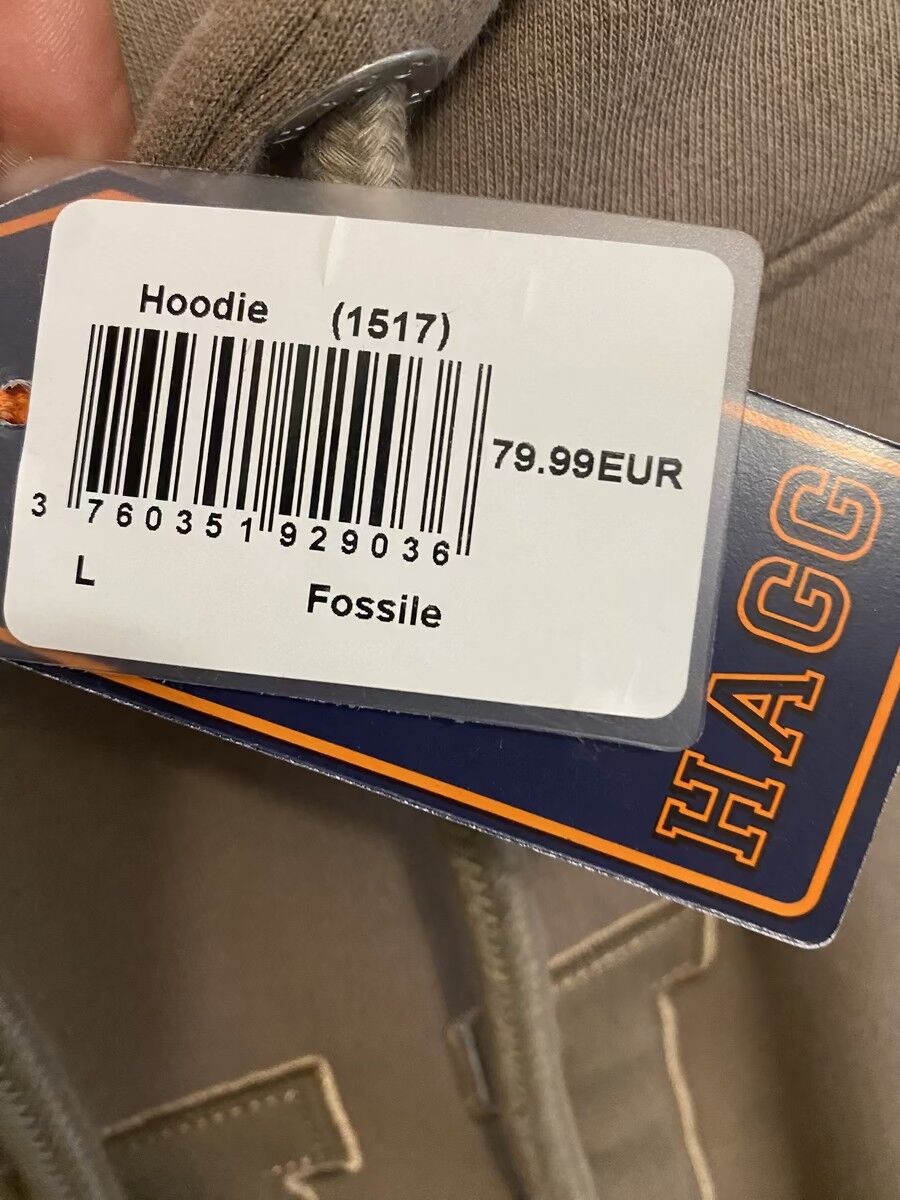 Hoodie (1517)
79.99EUR
3 760351 929036
L
Fossile
HAGG